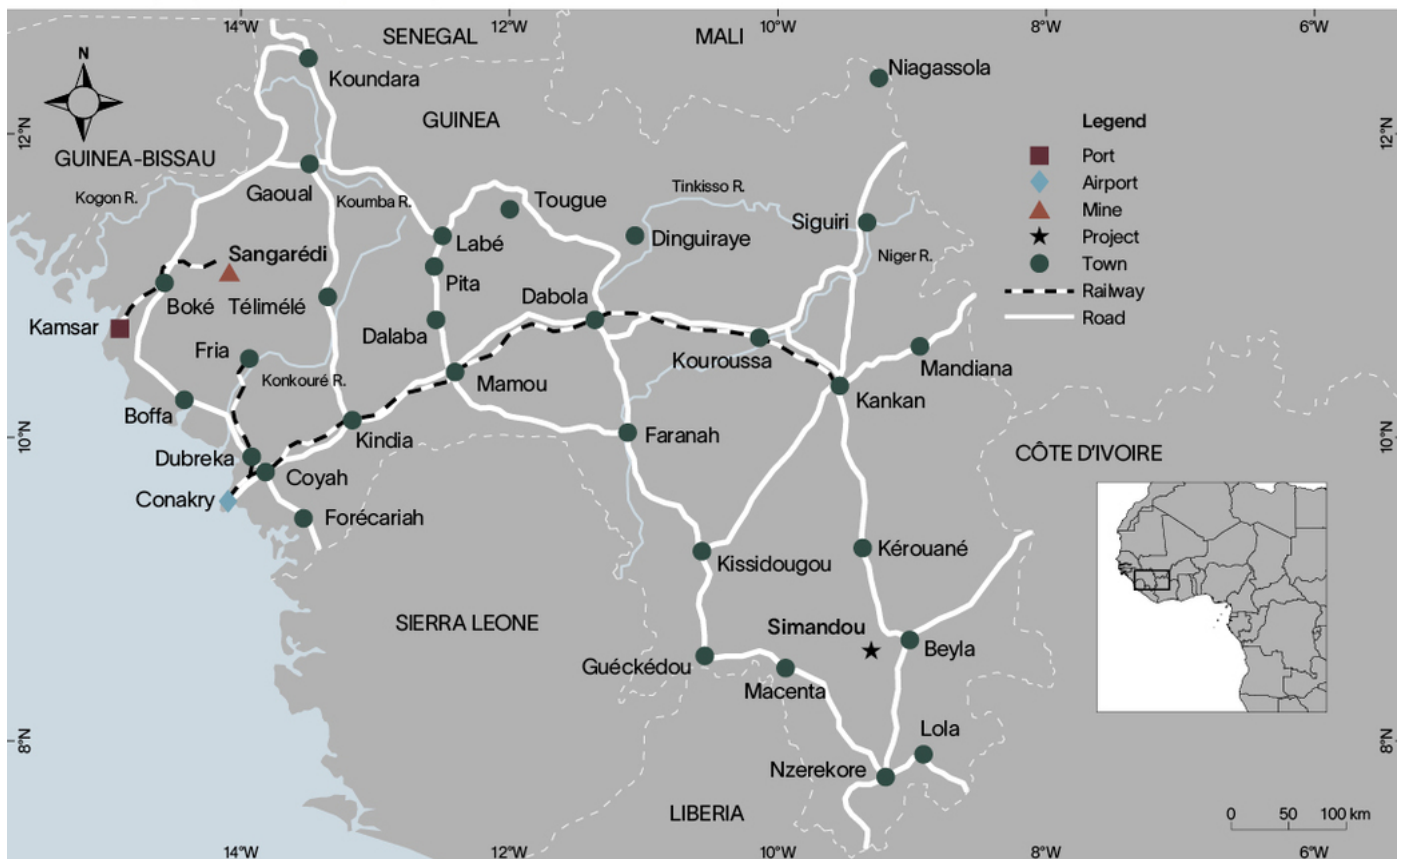 14°W
12°W
10°W
8°W
6°W
N
SENEGAL
MALI
Niagassola
Koundara
GUINEA
12°N
12°N
Legend
Port
Airport
Mine
Project
Town
Railway
Road
GUINEA-BISSAU
Kogon R.
Gaoual
Koumba R.
Tougue
Tinkisso R.
Siguiri
Labé
Dinguiraye
Niger R.
Sangarédi
Pita
Boké
Télimélé
Dabola
Kamsar
Dalaba
Fria
Kouroussa
Mandiana
Konkouré R.
Mamou
Kankan
Boffa
Kindia
Faranah
10°N
10°N
Dubreka
CÔTE D'IVOIRE
Coyah
Conakry
Forécariah
Kérouané
Kissidougou
SIERRA LEONE
Simandou
Beyla
Guéckédou
Macenta
Lola
8°N
8°N
Nzerekore
LIBERIA
0 50 100 km
14°W
12°W
10°W
8°W
6°W